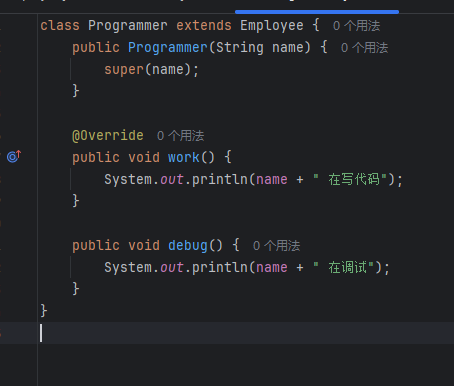 class Programmer extends Employee { 0 个用法
public Programmer(String name) { 0 个用法
super(name);
}
@Override 0 个用法
public void work() {
System.out.println(name + " 在写代码");
}
public void debug() { 0 个用法
System.out.println(name + " 在调试");
}
}